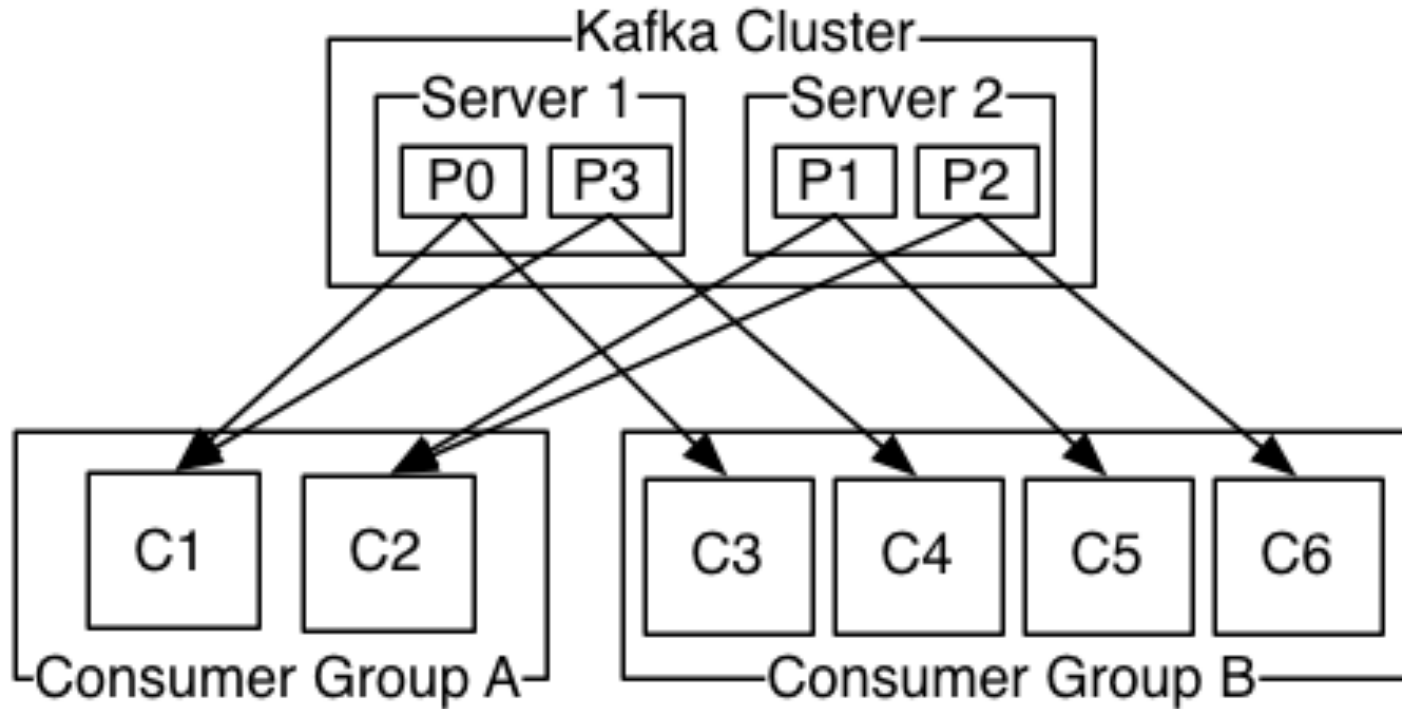 Kafka Cluster
Server 1
Server 2
P0
P3
P1
P2
C1
C2
C3
C4
C5
C6
Consumer Group A
Consumer Group B